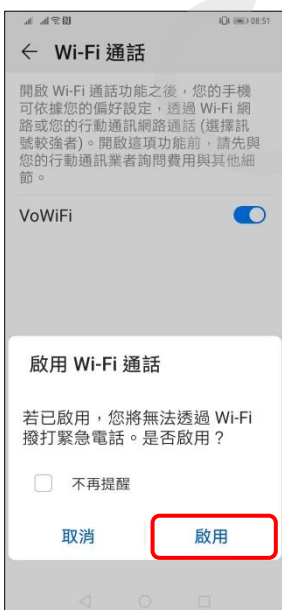 08:51
Wi-Fi 通話
開啟 Wi-Fi 通話功能之後，您的手機
可依據您的偏好設定，透過 Wi-Fi 網
路或您的行動通訊網路通話 (選擇訊
號較強者)。開啟這項功能前，請先與
您的行動通訊業者詢問費用與其他細
節。
VoWiFi
啟用 Wi-Fi 通話
若已啟用，您將無法透過 Wi-Fi
撥打緊急電話。是否啟用？
不再提醒
取消
啟用